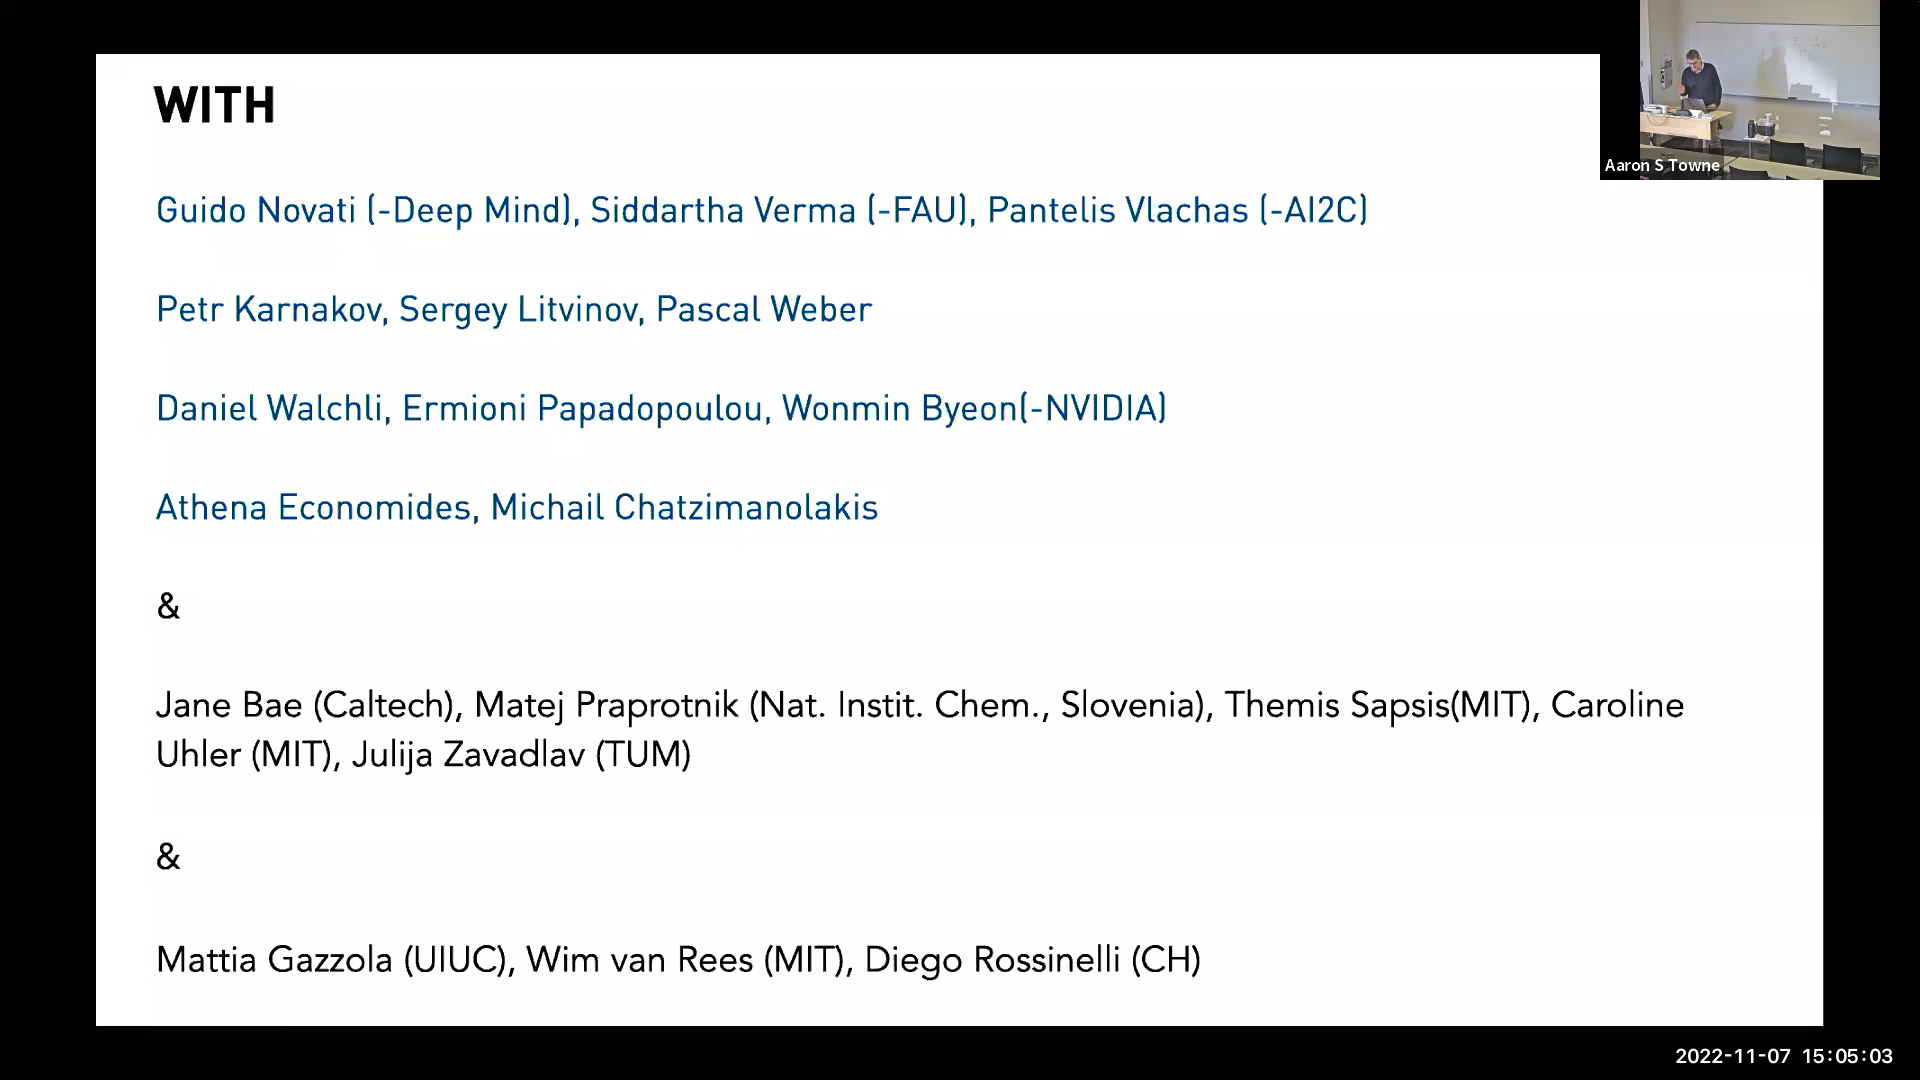 WITH
Guido Novati (-Deep Mind), Siddartha Verma (-FAU), Pantelis Vlachas (-AI2C)
Petr Karnakov, Sergey Litvinov, Pascal Weber
Daniel Walchli, Ermioni Papadopoulou, Wonmin Byeon(-NVIDIA)
Athena Economides, Michail Chatzimanolakis
&
Jane Bae (Caltech), Matej Praprotnik (Nat. Instit. Chem., Slovenia), Themis Sapsis(MIT), Caroline
Uhler (MIT), Julija Zavadlav (TUM)
&
Mattia Gazzola (UIUC), Wim van Rees (MIT), Diego Rossinelli (CH)
Aaron S Towne
2022-11-07 15:05:03